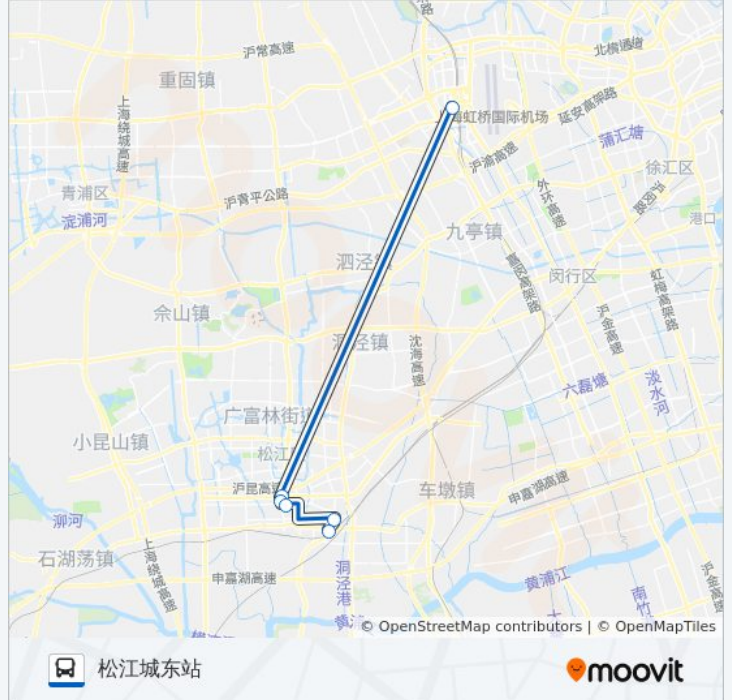 路
沪常高速
北横通道
重固镇
上海绕城高速
虹桥国际机场
延安高架路
蒲汇塘
沪渝高速
徐汇区
青浦区
沪青平公路
外环高速
淀浦河
港口
九亭镇
泗泾
嘉闵高架路
闵行区
虹梅高架路
佘山镇
沪金高速
洞泾镇
沈海高速
六磊塘
淡水河
广富林街道
小昆山镇
松江
沪昆高速
车墩镇
申嘉湖高速
泖河
石湖荡镇
上海绕城高速
申嘉湖高速
洞泾港
黄浦江
沪金高速
南竹
黄浦
© OpenStreetMap contributors | © OpenMapTiles
松江城东站
moovit